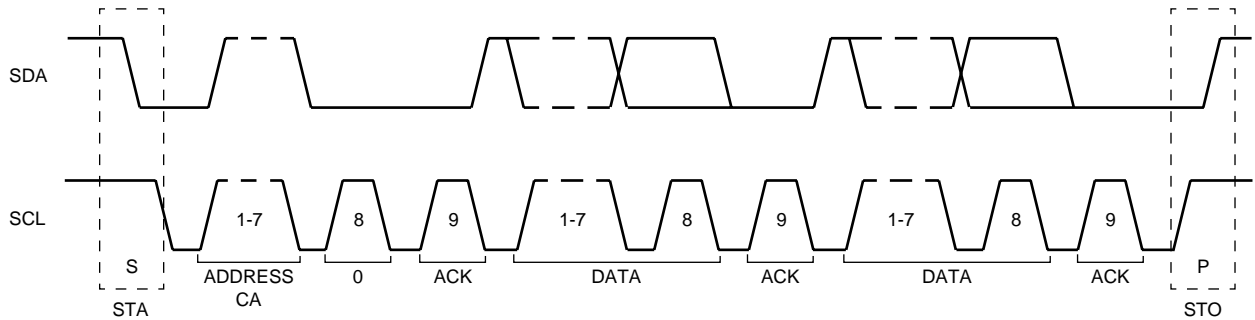 SDA
SCL
1-7 8 9 1-7 8 9 1-7 8 9
S P
ADDRESS 0 ACK DATA ACK DATA ACK
CA
STA STO